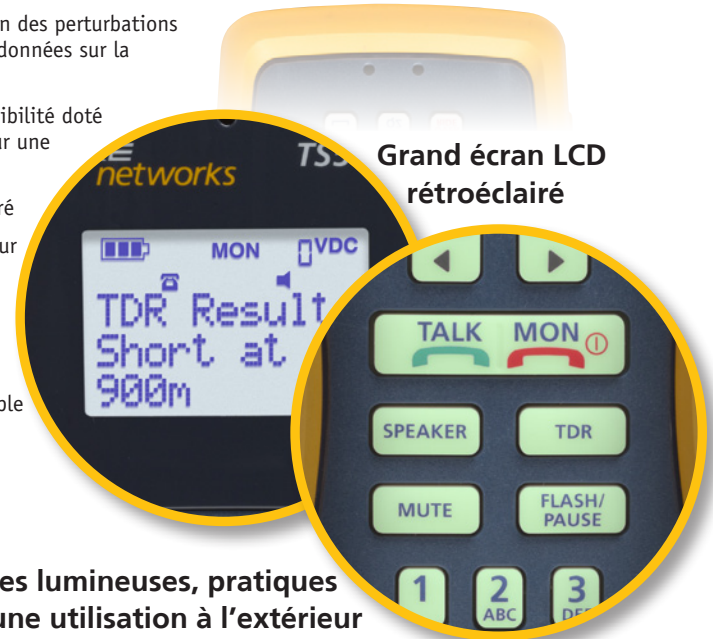 n des perturbations
données sur la
ibilité doté
ur une
ré
ur
ble
Grand écran LCD
rétroéclairé
networks
MON VDC
TDR Result
Short at
900m
TALK MON
SPEAKER TDR
MUTE FLASH/
PAUSE
1 2 3
ABC
es lumineuses, pratiques
une utilisation à l'extérieur